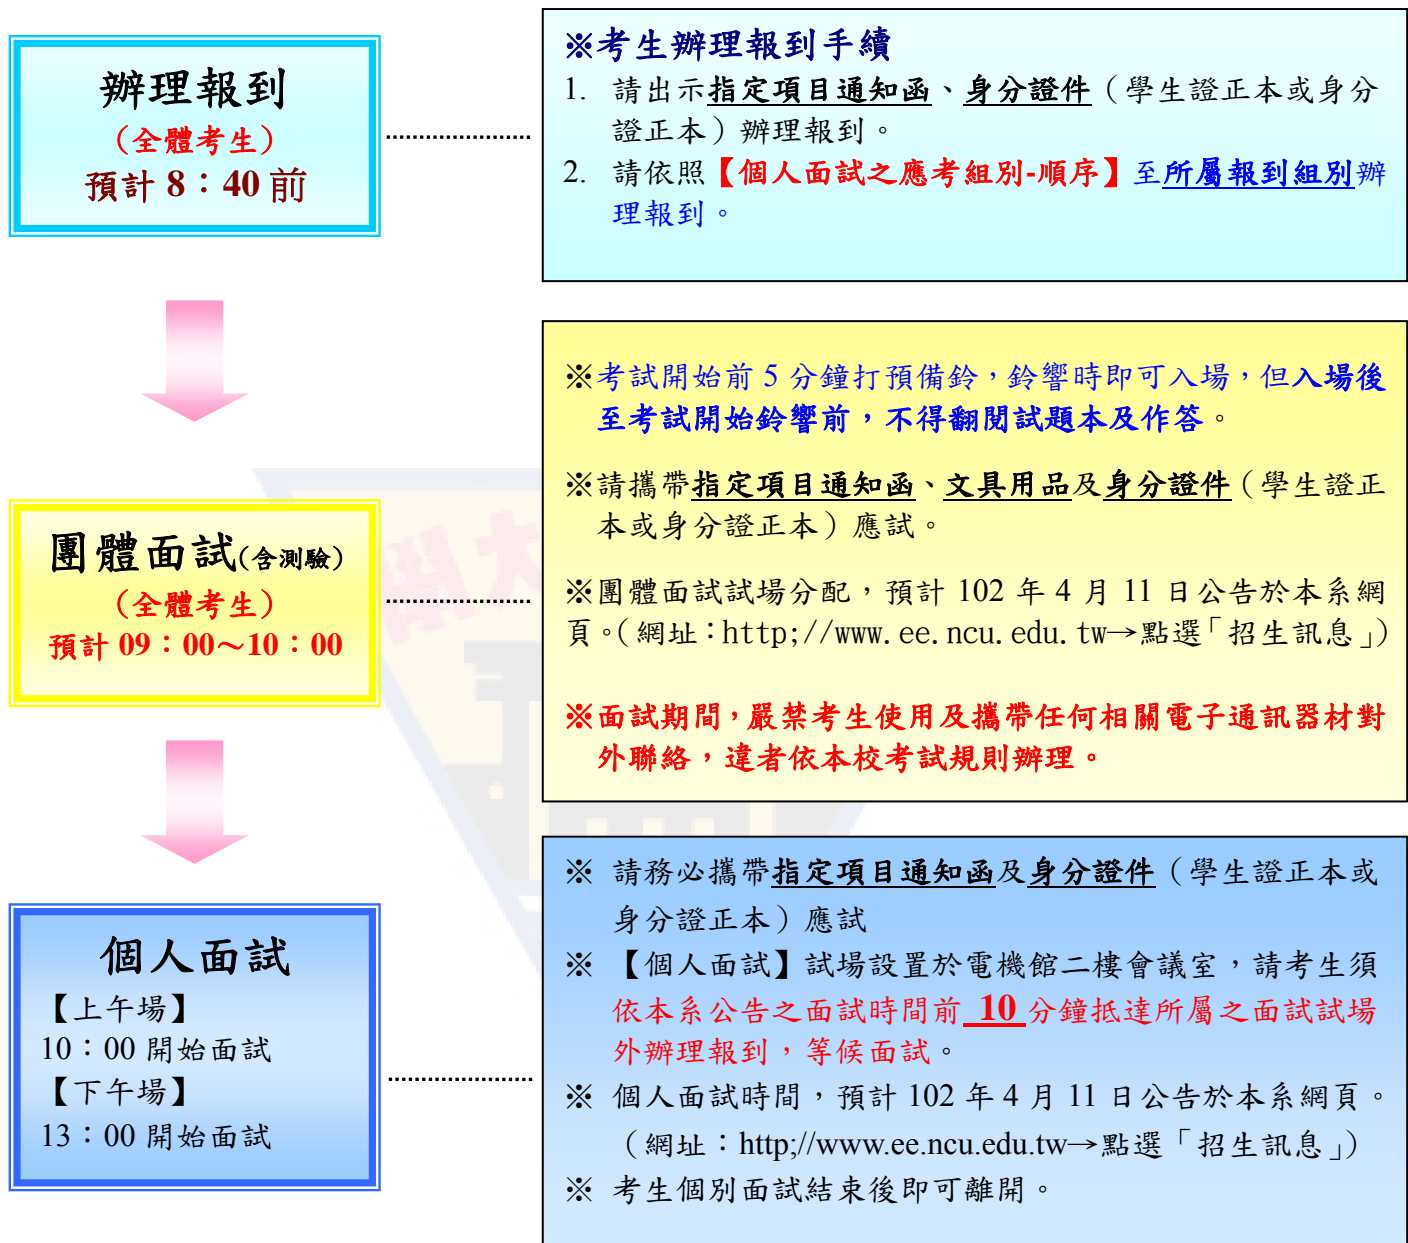 辦理報到
（全體考生）
預計 8：40 前
※考生辦理報到手續
1. 請出示指定項目通知函、身分證件（學生證正本或身分
證正本）辦理報到。
2. 請依照【個人面試之應考組別-順序】至所屬報到組別辦
理報到。
團體面試(含測驗)
（全體考生）
預計 09：00～10：00
※考試開始前 5 分鐘打預備鈴，鈴響時即可入場，但入場後
至考試開始鈴響前，不得翻閱試題本及作答。
※請攜帶指定項目通知函、文具用品及身分證件（學生證正
本或身分證正本）應試。
※團體面試試場分配，預計 102 年 4 月 11 日公告於本系網
頁。（網址：http;//www.ee.ncu.edu.tw→點選「招生訊息」）
※面試期間，嚴禁考生使用及攜帶任何相關電子通訊器材對
外聯絡，違者依本校考試規則辦理。
個人面試
【上午場】
10：00 開始面試
【下午場】
13：00 開始面試
※ 請務必攜帶指定項目通知函及身分證件（學生證正本或
身分證正本）應試
※ 【個人面試】試場設置於電機館二樓會議室，請考生須
依本系公告之面試時間前 10 分鐘抵達所屬之面試試場
外辦理報到，等候面試。
※ 個人面試時間，預計 102 年 4 月 11 日公告於本系網頁。
（網址：http;//www.ee.ncu.edu.tw→點選「招生訊息」）
※ 考生個別面試結束後即可離開。